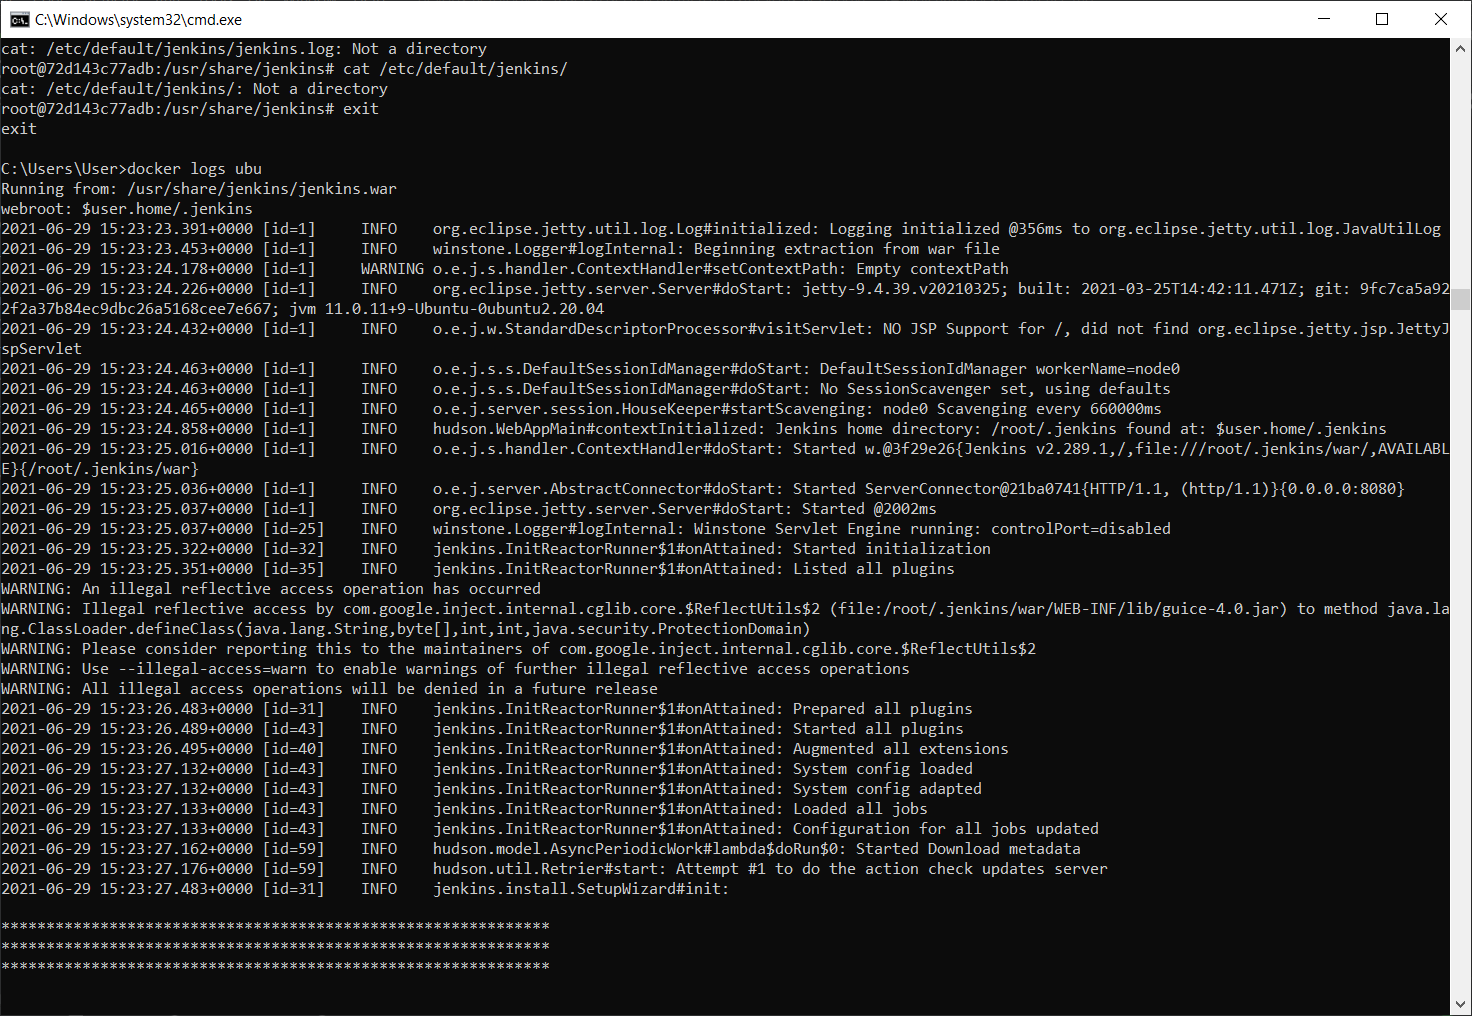 C:\Windows\system32\cmd.exe
cat: /etc/default/jenkins/jenkins.log: Not a directory
root@72d143c77adb:/usr/share/jenkins# cat /etc/default/jenkins/
cat: /etc/default/jenkins/: Not a directory
root@72d143c77adb:/usr/share/jenkins# exit
exit
C:\Users\User>docker logs ubu
Running from: /usr/share/jenkins/jenkins.war
webroot: $user.home/.jenkins
2021-06-29 15:23:23.391+0000 [id=1]     INFO    org.eclipse.jetty.util.log.Log#initialized: Logging initialized @356ms to org.eclipse.jetty.util.log.JavaUtilLog
2021-06-29 15:23:23.453+0000 [id=1]     INFO    winstone.Logger#logInternal: Beginning extraction from war file
2021-06-29 15:23:24.178+0000 [id=1]     WARNING o.e.j.s.handler.ContextHandler#setContextPath: Empty contextPath
2021-06-29 15:23:24.226+0000 [id=1]     INFO    org.eclipse.jetty.server.Server#doStart: jetty-9.4.39.v20210325; built: 2021-03-25T14:42:11.471Z; git: 9fc7ca5a92
2f2a37b84ec9dbc26a5168cee7e667; jvm 11.0.11+9-Ubuntu-0ubuntu2.20.04
2021-06-29 15:23:24.432+0000 [id=1]     INFO    o.e.j.w.StandardDescriptorProcessor#visitServlet: NO JSP Support for /, did not find org.eclipse.jetty.jsp.JettyJ
spServlet
2021-06-29 15:23:24.463+0000 [id=1]     INFO    o.e.j.s.s.DefaultSessionIdManager#doStart: DefaultSessionIdManager workerName=node0
2021-06-29 15:23:24.463+0000 [id=1]     INFO    o.e.j.s.s.DefaultSessionIdManager#doStart: No SessionScavenger set, using defaults
2021-06-29 15:23:24.465+0000 [id=1]     INFO    o.e.j.server.session.HouseKeeper#startScavenging: node0 Scavenging every 660000ms
2021-06-29 15:23:24.858+0000 [id=1]     INFO    hudson.WebAppMain#contextInitialized: Jenkins home directory: /root/.jenkins found at: $user.home/.jenkins
2021-06-29 15:23:25.016+0000 [id=1]     INFO    o.e.j.s.handler.ContextHandler#doStart: Started w.@3f29e26{Jenkins v2.289.1,/,file:///root/.jenkins/war/,AVAILABL
E}{/root/.jenkins/war}
2021-06-29 15:23:25.036+0000 [id=1]     INFO    o.e.j.server.AbstractConnector#doStart: Started ServerConnector@21ba0741{HTTP/1.1, (http/1.1)}{0.0.0.0:8080}
2021-06-29 15:23:25.037+0000 [id=1]     INFO    org.eclipse.jetty.server.Server#doStart: Started @2002ms
2021-06-29 15:23:25.037+0000 [id=25]    INFO    winstone.Logger#logInternal: Winstone Servlet Engine running: controlPort=disabled
2021-06-29 15:23:25.322+0000 [id=32]    INFO    jenkins.InitReactorRunner$1#onAttained: Started initialization
2021-06-29 15:23:25.351+0000 [id=35]    INFO    jenkins.InitReactorRunner$1#onAttained: Listed all plugins
WARNING: An illegal reflective access operation has occurred
WARNING: Illegal reflective access by com.google.inject.internal.cglib.core.$ReflectUtils$2 (file:/root/.jenkins/war/WEB-INF/lib/guice-4.0.jar) to method java.la
ng.ClassLoader.defineClass(java.lang.String,byte[],int,int,java.security.ProtectionDomain)
WARNING: Please consider reporting this to the maintainers of com.google.inject.internal.cglib.core.$ReflectUtils$2
WARNING: Use --illegal-access=warn to enable warnings of further illegal reflective access operations
WARNING: All illegal access operations will be denied in a future release
2021-06-29 15:23:26.483+0000 [id=31]    INFO    jenkins.InitReactorRunner$1#onAttained: Prepared all plugins
2021-06-29 15:23:26.489+0000 [id=43]    INFO    jenkins.InitReactorRunner$1#onAttained: Started all plugins
2021-06-29 15:23:26.495+0000 [id=40]    INFO    jenkins.InitReactorRunner$1#onAttained: Augmented all extensions
2021-06-29 15:23:27.132+0000 [id=43]    INFO    jenkins.InitReactorRunner$1#onAttained: System config loaded
2021-06-29 15:23:27.132+0000 [id=43]    INFO    jenkins.InitReactorRunner$1#onAttained: System config adapted
2021-06-29 15:23:27.133+0000 [id=43]    INFO    jenkins.InitReactorRunner$1#onAttained: Loaded all jobs
2021-06-29 15:23:27.133+0000 [id=43]    INFO    jenkins.InitReactorRunner$1#onAttained: Configuration for all jobs updated
2021-06-29 15:23:27.162+0000 [id=59]    INFO    hudson.model.AsyncPeriodicWork#lambda$doRun$0: Started Download metadata
2021-06-29 15:23:27.176+0000 [id=59]    INFO    hudson.util.Retrier#start: Attempt #1 to do the action check updates server
2021-06-29 15:23:27.483+0000 [id=31]    INFO    jenkins.install.SetupWizard#init:
*************************************************************
*************************************************************
*************************************************************